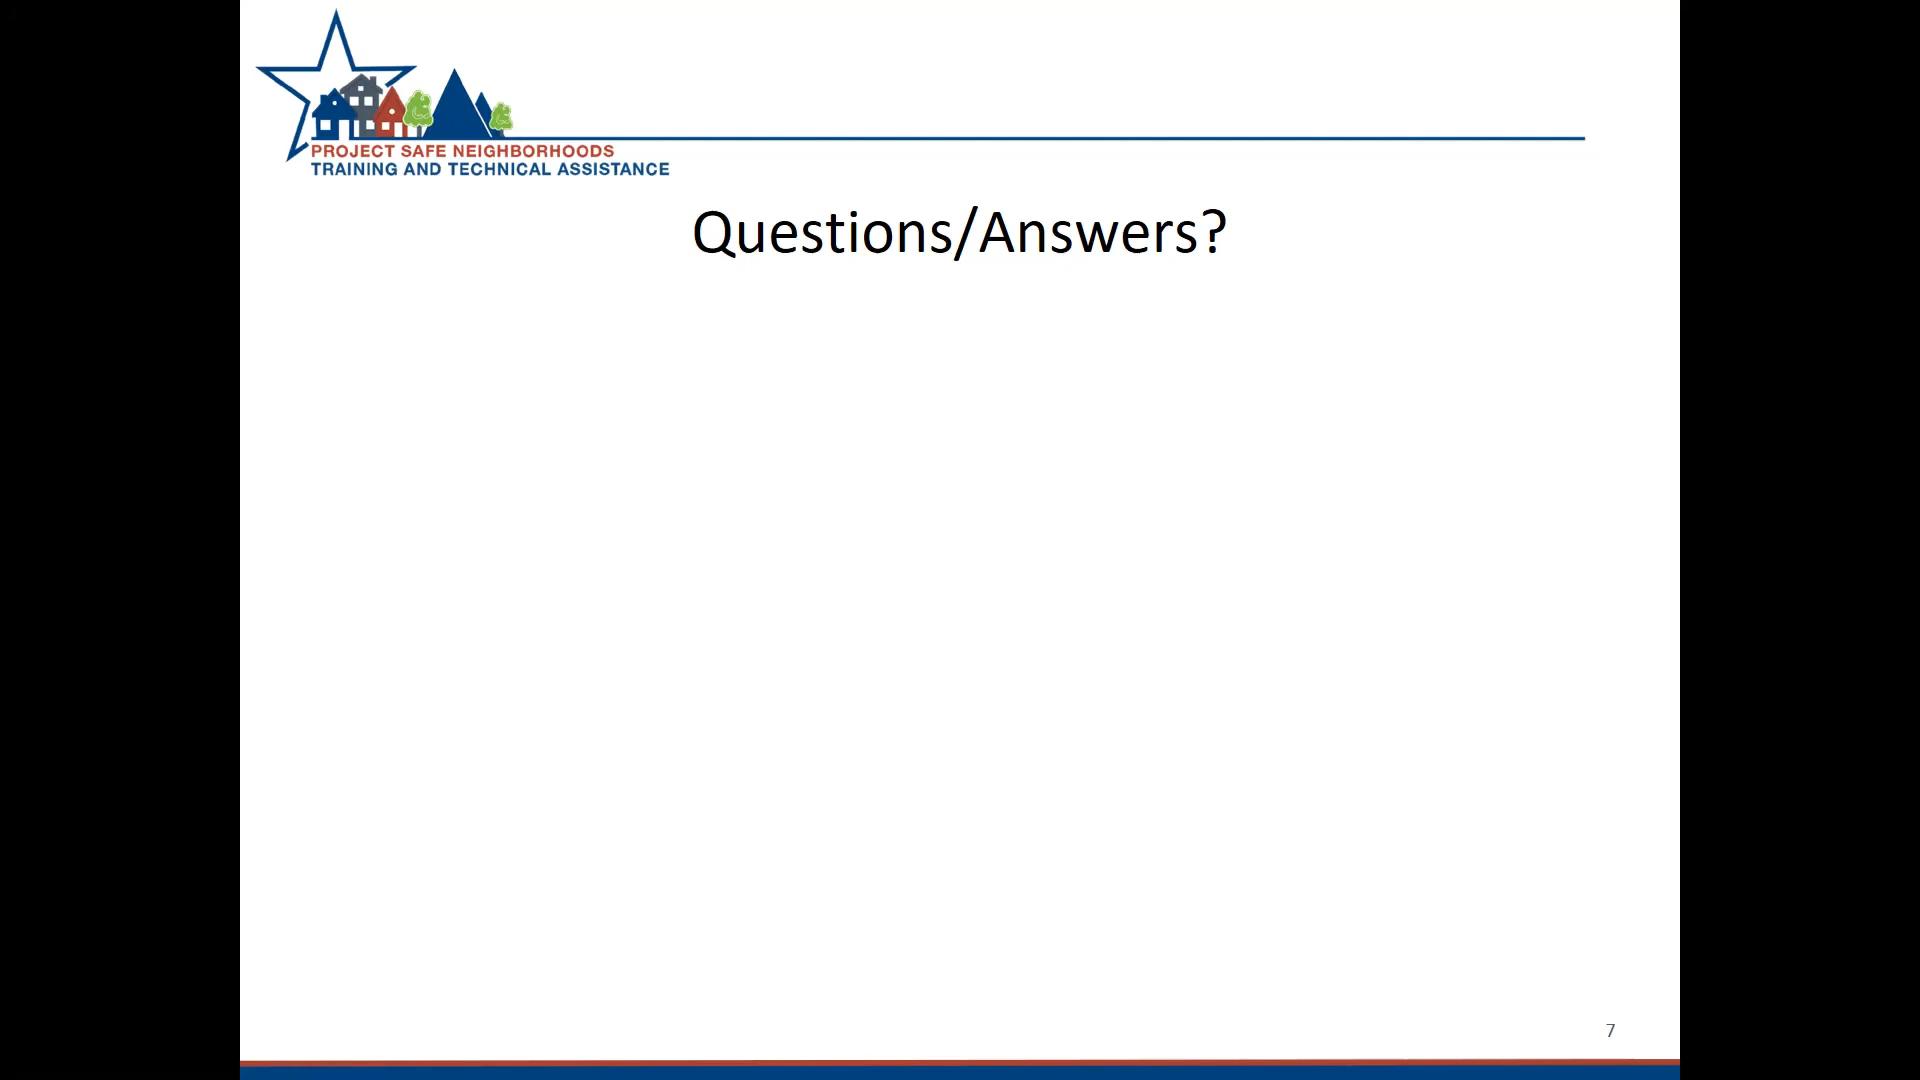 PROJECT SAFE NEIGHBORHOODS
TRAINING AND TECHNICAL ASSISTANCE
Questions/Answers?
7